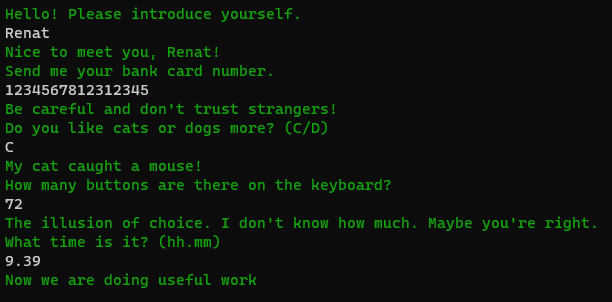 Hello! Please introduce yourself.
Renat
Nice to meet you, Renat!
Send me your bank card number.
1234567812312345
Be careful and don't trust strangers!
Do you like cats or dogs more? (C/D)
C
My cat caught a mouse!
How many buttons are there on the keyboard?
72
The illusion of choice. I don't know how much. Maybe you're right.
What time is it? (hh.mm)
9.39
Now we are doing useful work